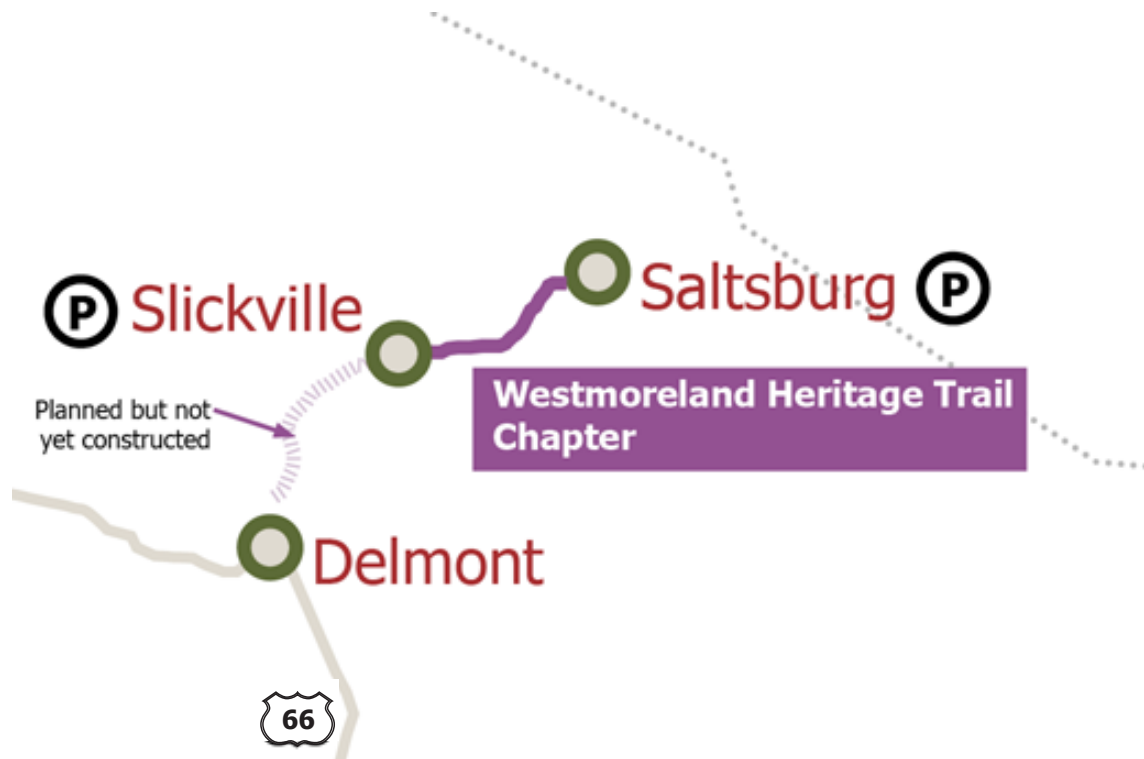 P Slickville
Saltsburg P
Planned but not
yet constructed
Westmoreland Heritage Trail
Chapter
Delmont
66